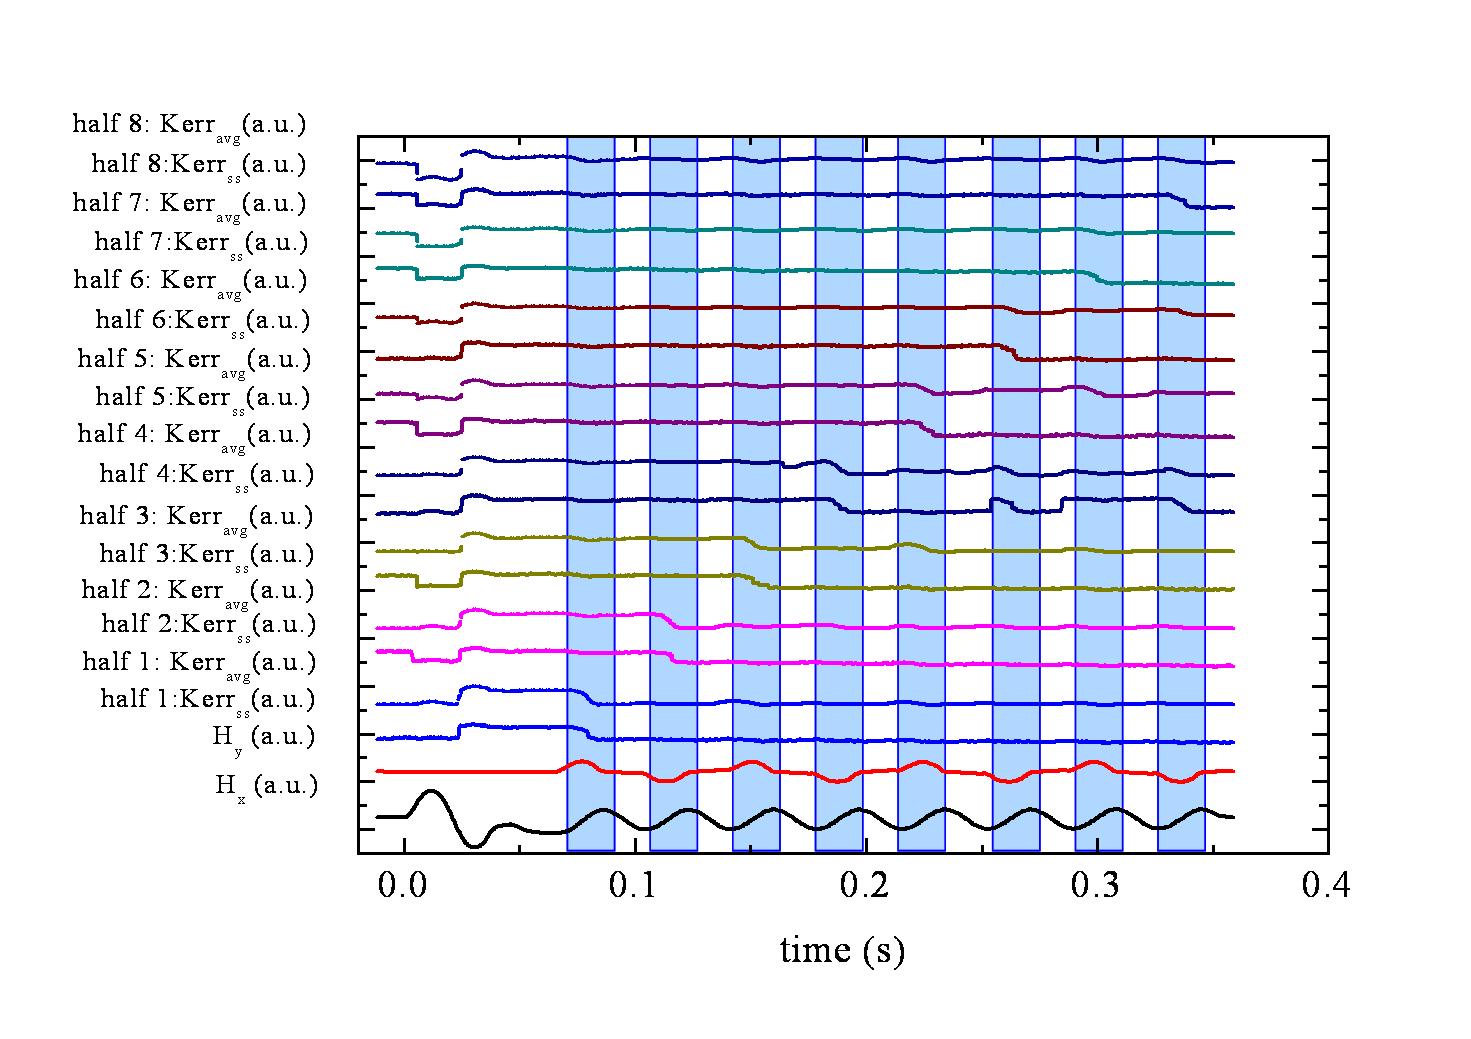 half 8: Kerr_avg(a.u.)
half 8:Kerr_ss(a.u.)
half 7: Kerr_avg(a.u.)
half 7:Kerr_ss(a.u.)
half 6: Kerr_avg(a.u.)
half 6:Kerr_ss(a.u.)
half 5: Kerr_avg(a.u.)
half 5:Kerr_ss(a.u.)
half 4: Kerr_avg(a.u.)
half 4:Kerr_ss(a.u.)
half 3: Kerr_avg(a.u.)
half 3:Kerr_ss(a.u.)
half 2: Kerr_avg(a.u.)
half 2:Kerr_ss(a.u.)
half 1: Kerr_avg(a.u.)
half 1:Kerr_ss(a.u.)
H_y (a.u.)
H_x (a.u.)
0.0 0.1 0.2 0.3 0.4
time (s)